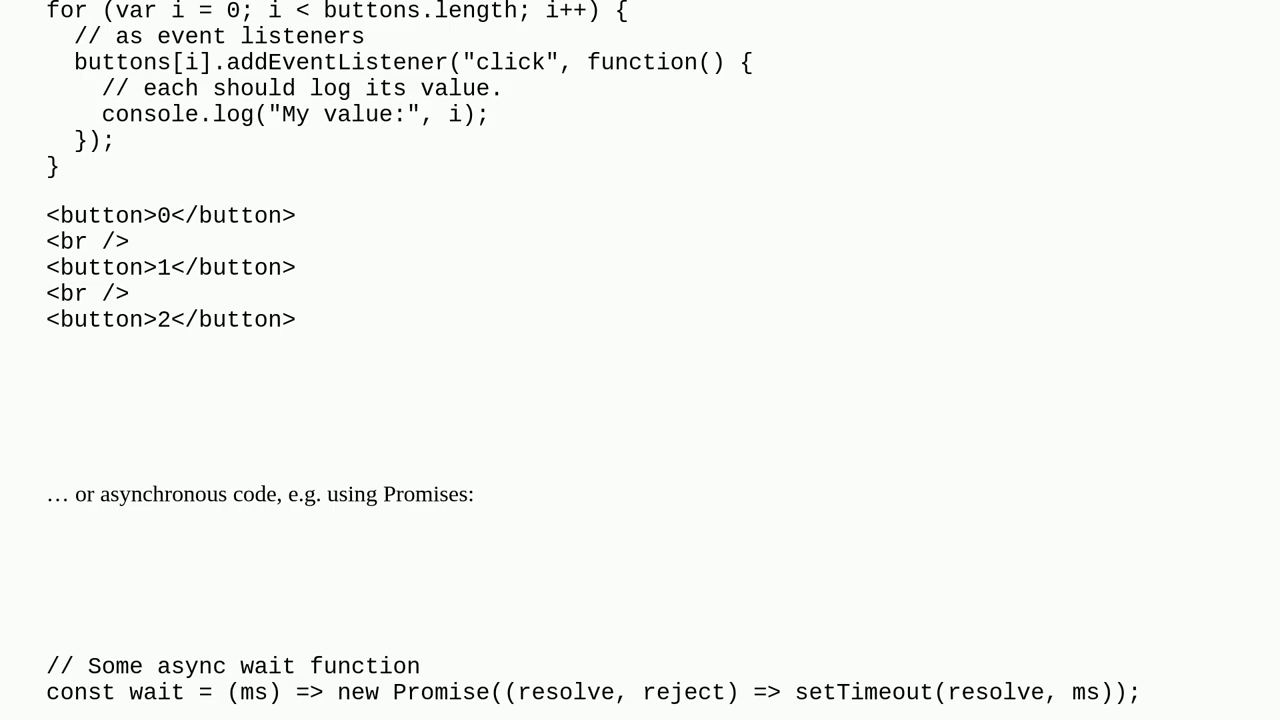 for (var i = 0; i < buttons.length; i++) {
  // as event listeners
  buttons[i].addEventListener("click", function() {
    // each should log its value.
    console.log("My value:", i);
  });
}
<button>0</button>
<br />
<button>1</button>
<br />
<button>2</button>
… or asynchronous code, e.g. using Promises:
// Some async wait function
const wait = (ms) => new Promise((resolve, reject) => setTimeout(resolve, ms));